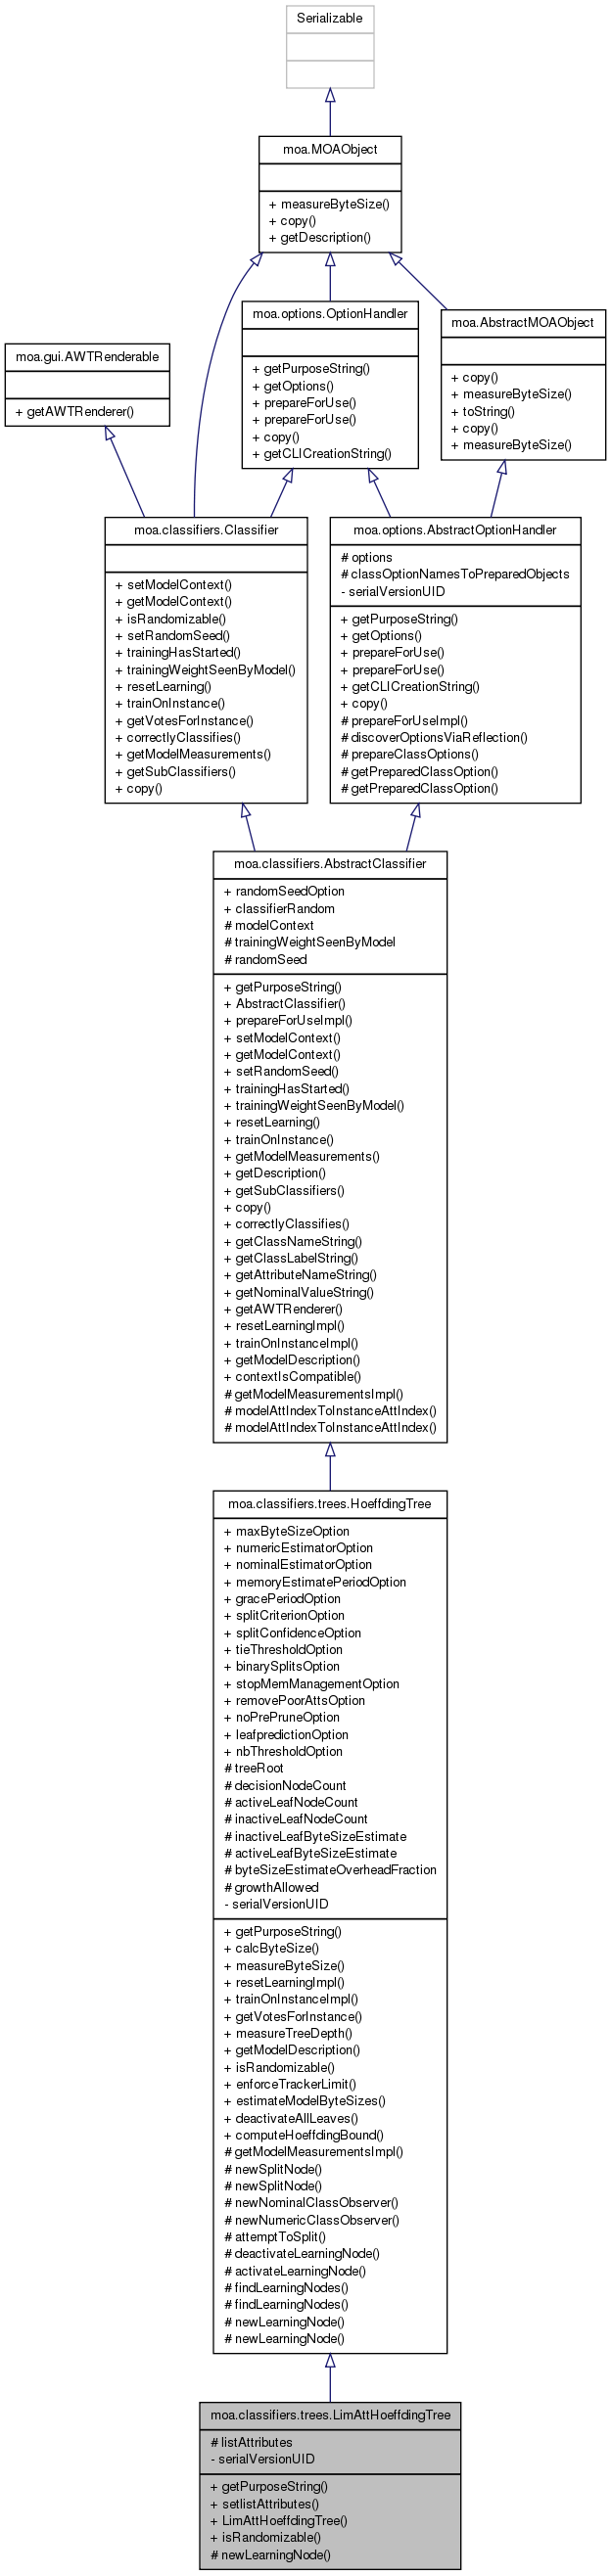 Serializable
moa.MOAObject
+ measureByteSize()
+ copy()
+ getDescription()
moa.options.OptionHandler
+ getPurposeString()
+ getOptions()
+ prepareForUse()
+ prepareForUse()
+ copy()
+ getCLICreationString()
moa.AbstractMOAObject
+ copy()
+ measureByteSize()
+ toString()
+ copy()
+ measureByteSize()
moa.gui.AWTRenderable
+ getAWTRenderer()
moa.classifiers.Classifier
+ setModelContext()
+ getModelContext()
+ isRandomizable()
+ setRandomSeed()
+ trainingHasStarted()
+ trainingWeightSeenByModel()
+ resetLearning()
+ trainOnInstance()
+ getVotesForInstance()
+ correctlyClassifies()
+ getModelMeasurements()
+ getSubClassifiers()
+ copy()
moa.options.AbstractOptionHandler
# options
# classOptionNamesToPreparedObjects
- serialVersionUID
+ getPurposeString()
+ getOptions()
+ prepareForUse()
+ prepareForUse()
+ getCLICreationString()
+ copy()
# prepareForUseImpl()
# discoverOptionsViaReflection()
# prepareClassOptions()
# getPreparedClassOption()
# getPreparedClassOption()
moa.classifiers.AbstractClassifier
+ randomSeedOption
+ classifierRandom
# modelContext
# trainingWeightSeenByModel
# randomSeed
+ getPurposeString()
+ AbstractClassifier()
+ prepareForUseImpl()
+ setModelContext()
+ getModelContext()
+ setRandomSeed()
+ trainingHasStarted()
+ trainingWeightSeenByModel()
+ resetLearning()
+ trainOnInstance()
+ getModelMeasurements()
+ getDescription()
+ getSubClassifiers()
+ copy()
+ correctlyClassifies()
+ getClassNameString()
+ getClassLabelString()
+ getAttributeNameString()
+ getNominalValueString()
+ getAWTRenderer()
+ resetLearningImpl()
+ trainOnInstanceImpl()
+ getModelDescription()
+ contextIsCompatible()
# getModelMeasurementsImpl()
# modelAttIndexToInstanceAttIndex()
# modelAttIndexToInstanceAttIndex()
moa.classifiers.trees.HoeffdingTree
+ maxByteSizeOption
+ numericEstimatorOption
+ nominalEstimatorOption
+ memoryEstimatePeriodOption
+ gracePeriodOption
+ splitCriterionOption
+ splitConfidenceOption
+ tieThresholdOption
+ binarySplitsOption
+ stopMemManagementOption
+ removePoorAttsOption
+ noPrePruneOption
+ leafpredictionOption
+ nbThresholdOption
# treeRoot
# decisionNodeCount
# activeLeafNodeCount
# inactiveLeafNodeCount
# inactiveLeafByteSizeEstimate
# activeLeafByteSizeEstimate
# byteSizeEstimateOverheadFraction
# growthAllowed
- serialVersionUID
+ getPurposeString()
+ calcByteSize()
+ measureByteSize()
+ resetLearningImpl()
+ trainOnInstanceImpl()
+ getVotesForInstance()
+ measureTreeDepth()
+ getModelDescription()
+ isRandomizable()
+ enforceTrackerLimit()
+ estimateModelByteSizes()
+ deactivateAllLeaves()
+ computeHoeffdingBound()
# getModelMeasurementsImpl()
# newSplitNode()
# newSplitNode()
# newNominalClassObserver()
# newNumericClassObserver()
# attemptToSplit()
# deactivateLearningNode()
# activateLearningNode()
# findLearningNodes()
# findLearningNodes()
# newLearningNode()
# newLearningNode()
moa.classifiers.trees.LimAttHoeffdingTree
# listAttributes
- serialVersionUID
+ getPurposeString()
+ setlistAttributes()
+ LimAttHoeffdingTree()
+ isRandomizable()
# newLearningNode()